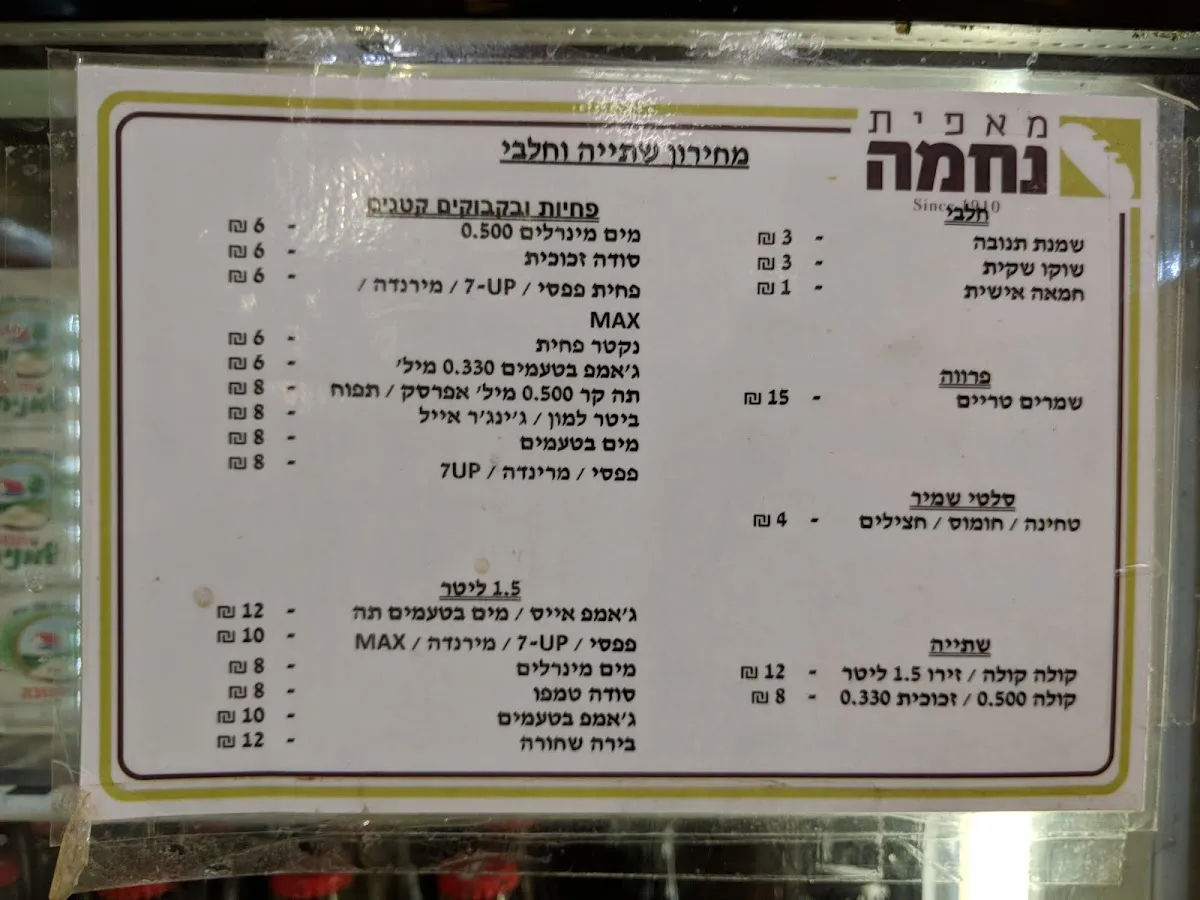 מאפית
נחמה
Since 1910
מחירון שתייה וחלבי
חלבי
שמנת תנובה - 3 ₪
שוקו שקית - 3 ₪
חמאה אישית - 1 ₪
פרווה
שמרים טריים - 15 ₪
סלטי שמיר
טחינה / חומוס / חצילים - 4 ₪
שתייה
קולה קולה / זירו 1.5 ליטר - 12 ₪
קולה 0.500 / זכוכית 0.330 - 8 ₪
פחיות ובקבוקים קטנים
מים מינרלים 0.500 - 6 ₪
סודה זכוכית - 6 ₪
פחית פפסי / 7-UP / מירנדה / - 6 ₪
MAX
נקטר פחית - 6 ₪
ג'אמפ בטעמים 0.330 מיל' - 6 ₪
תה קר 0.500 מיל' אפרסק / תפוח - 8 ₪
ביטר למון / ג'ינג'ר אייל - 8 ₪
מים בטעמים - 8 ₪
פפסי / מרינדה / 7UP - 8 ₪
1.5 ליטר
ג'אמפ אייס / מים בטעמים תה - 12 ₪
פפסי / 7-UP / מירנדה / MAX - 10 ₪
מים מינרלים - 8 ₪
סודה טמפו - 8 ₪
ג'אמפ בטעמים - 10 ₪
בירה שחורה - 12 ₪